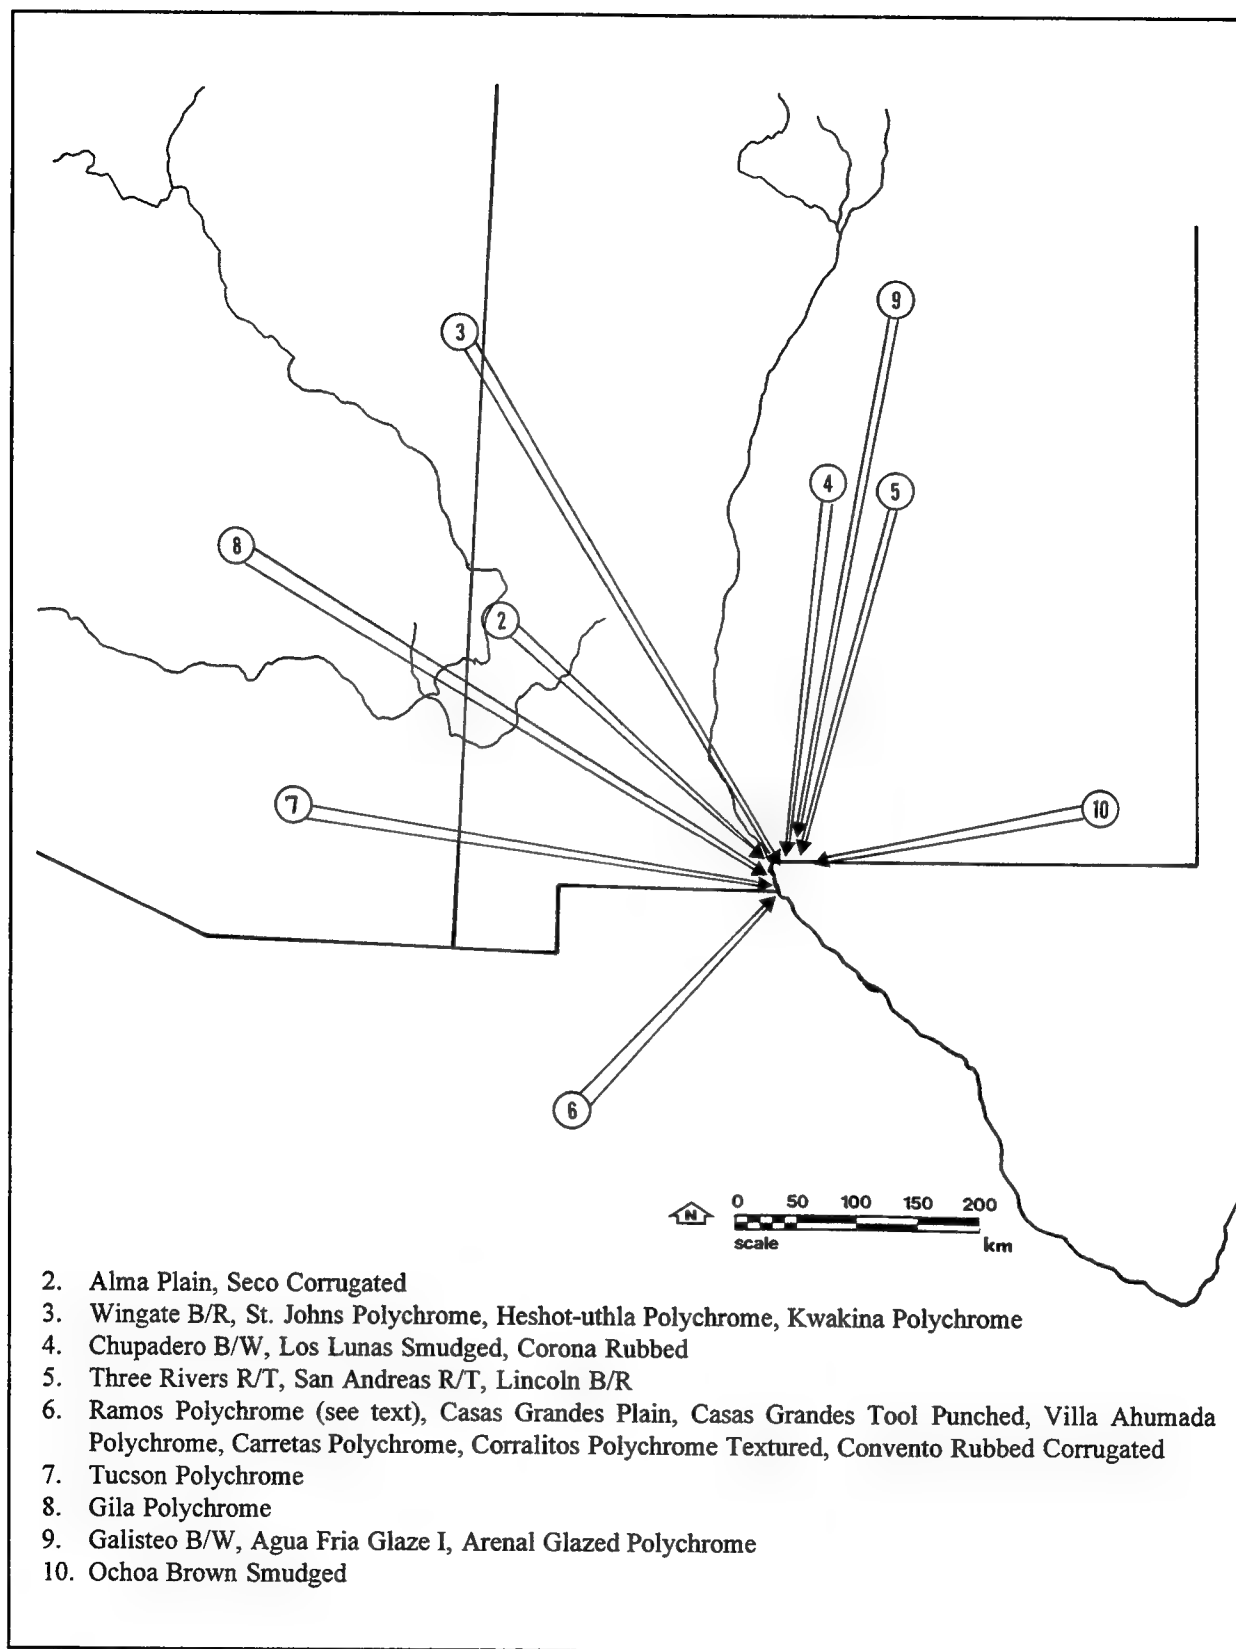 9
3
4
5
8
2
7
10
6
N
0 50 100 150 200
scale
km
2. Alma Plain, Seco Corrugated
3. Wingate B/R, St. Johns Polychrome, Heshot-uthla Polychrome, Kwakina Polychrome
4. Chupadero B/W, Los Lunas Smudged, Corona Rubbed
5. Three Rivers R/T, San Andreas R/T, Lincoln B/R
6. Ramos Polychrome (see text), Casas Grandes Plain, Casas Grandes Tool Punched, Villa Ahumada
Polychrome, Carretas Polychrome, Corralitos Polychrome Textured, Convento Rubbed Corrugated
7. Tucson Polychrome
8. Gila Polychrome
9. Galisteo B/W, Agua Fria Glaze I, Arenal Glazed Polychrome
10. Ochoa Brown Smudged